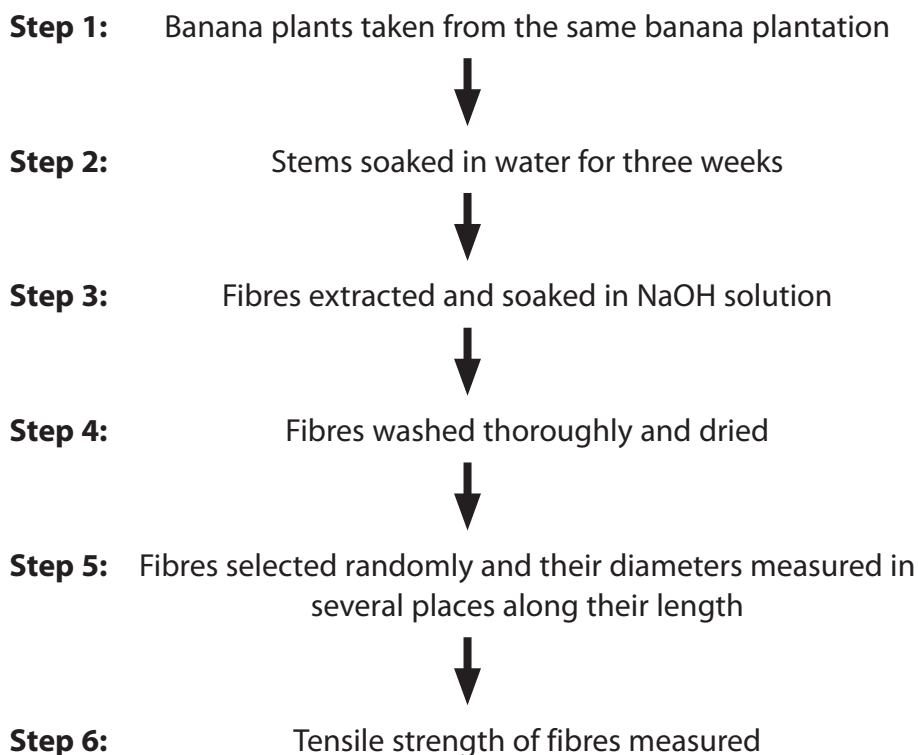 Step 1: Banana plants taken from the same banana plantation
Step 2: Stems soaked in water for three weeks
Step 3: Fibres extracted and soaked in NaOH solution
Step 4: Fibres washed thoroughly and dried
Step 5: Fibres selected randomly and their diameters measured in
several places along their length
Step 6: Tensile strength of fibres measured